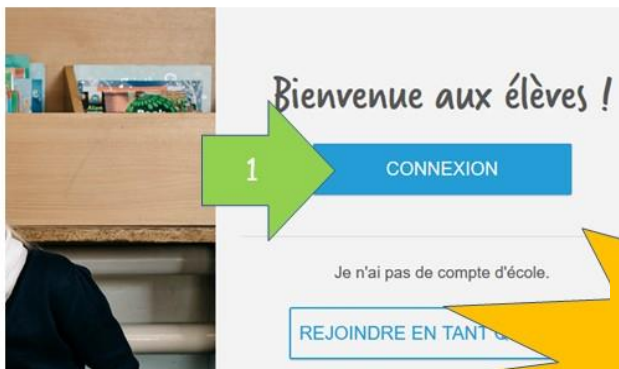 Bienvenue aux élèves !
1
CONNEXION
Je n'ai pas de compte d'école.
REJOINDRE EN TANT